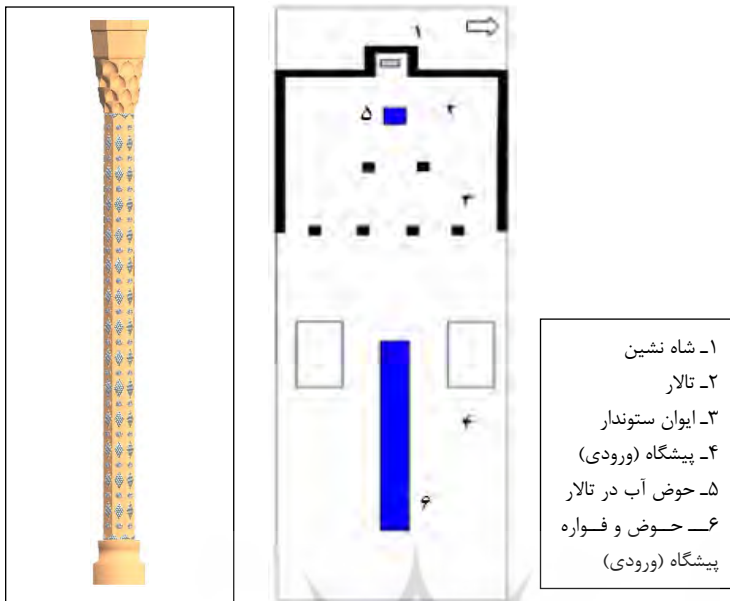 ۱
۲
۵
۳
۴
۶
۱ـ شاه نشین
۲ـ تالار
۳ـ ایوان ستوندار
۴ـ پیشگاه (ورودی)
۵ـ حوض آب در تالار
۶ـــ حــوض و فــواره
پیشگاه (ورودی)